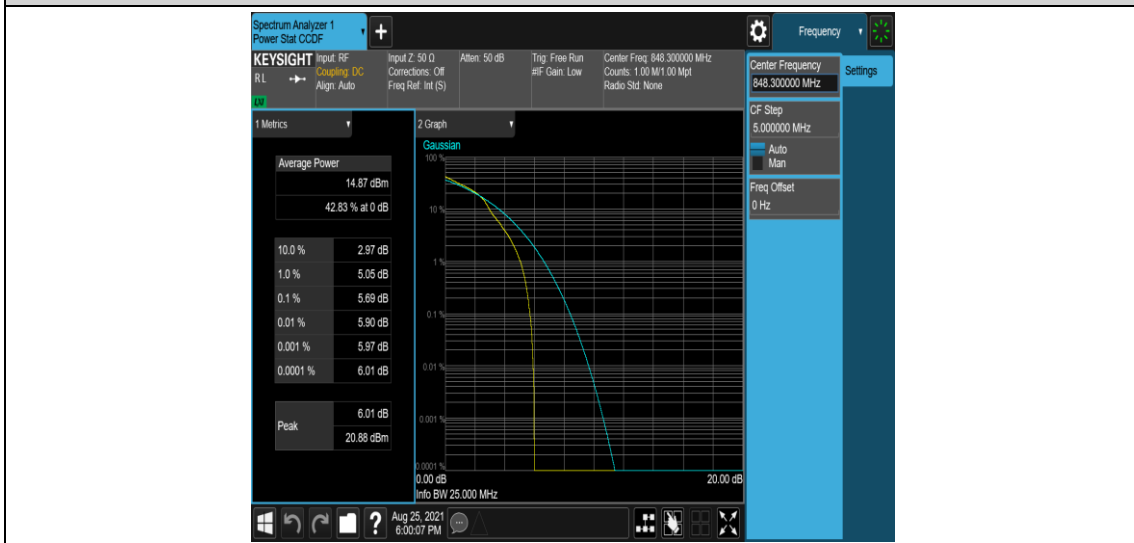 Spectrum Analyzer 1
Power Stat CCDF
+
Frequency
KEYSIGHT
RL
Input: RF
Coupling: DC
Align: Auto
Input Z: 50 Ω
Corrections: Off
Freq Ref: Int (S)
Atten: 50 dB
Trig: Free Run
#IF Gain: Low
Center Freq: 848.300000 MHz
Counts: 1.00 M/1.00 Mpt
Radio Std: None
Center Frequency
848.300000 MHz
Settings
CF Step
5.000000 MHz
Auto
Man
Freq Offset
0 Hz
1 Metrics
Average Power
14.87 dBm
42.83 % at 0 dB
10.0 % 2.97 dB
1.0 % 5.05 dB
0.1 % 5.69 dB
0.01 % 5.90 dB
0.001 % 5.97 dB
0.0001 % 6.01 dB
Peak
6.01 dB
20.88 dBm
2 Graph
Gaussian
100 %
10 %
1 %
0.1 %
0.01 %
0.001 %
0.0001 %
0.00 dB 20.00 dB
Info BW 25.000 MHz
?
Aug 25, 2021
6:00:07 PM